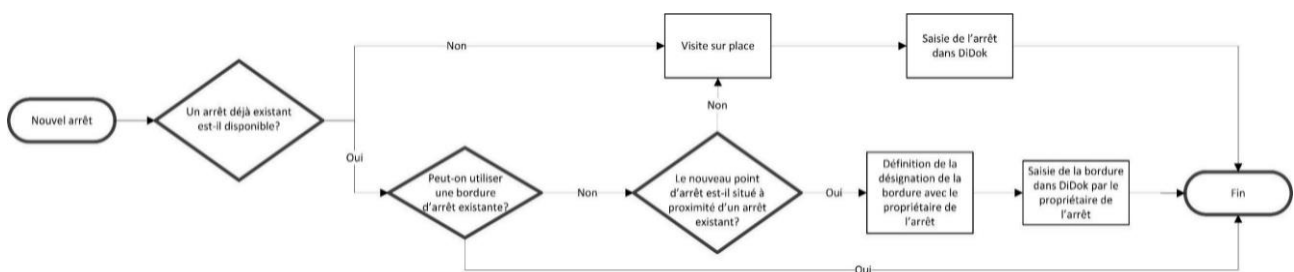 Non
Visite sur place
Saisie de l'arrêt
dans DiDok
Nouvel arrêt
Un arrêt déjà existant
est-il disponible?
Non
Oui
Peut-on utiliser
une bordure
d'arrêt existante?
Non
Le nouveau point
d'arrêt est-il situé à
proximité d'un arrêt
existant?
Oui
Définition de la
désignation de la
bordure avec le
propriétaire de
l'arrêt
Saisie de la bordure
dans DiDok par le
propriétaire de
l'arrêt
Fin
Oui